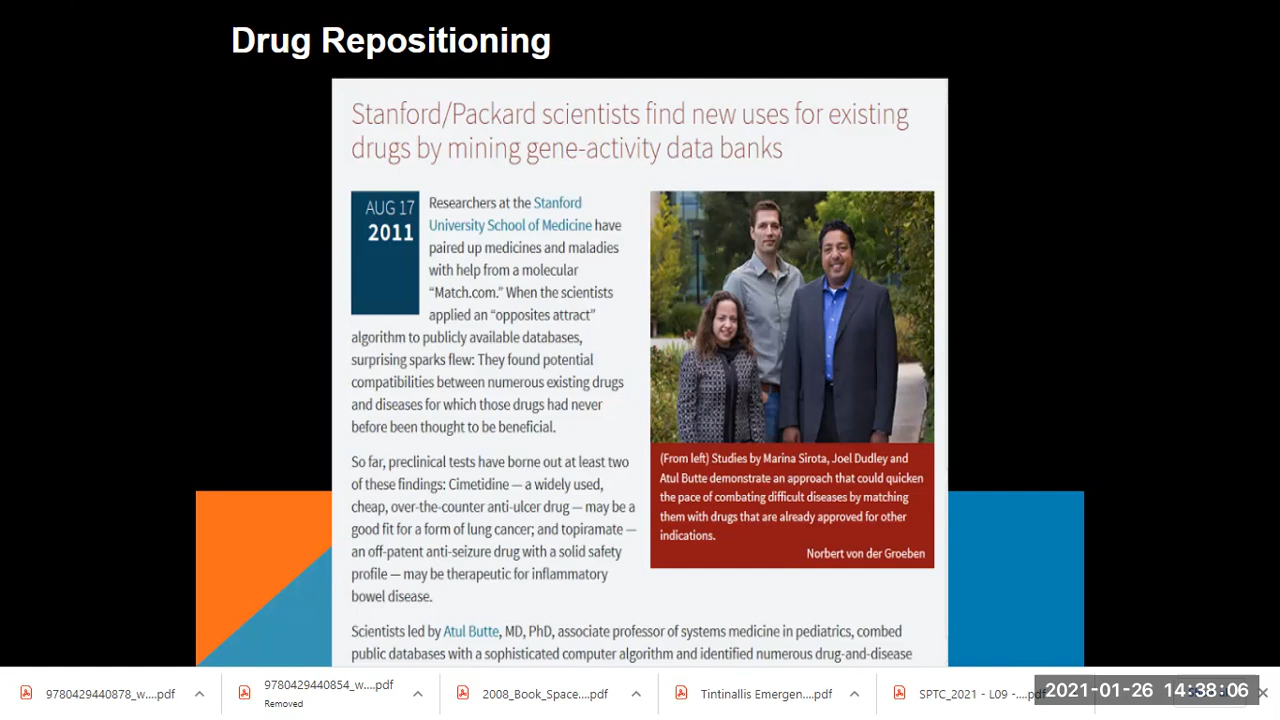 Drug Repositioning
Stanford/Packard scientists find new uses for existing
drugs by mining gene-activity data banks
AUG 17
2011
Researchers at the Stanford
University School of Medicine have
paired up medicines and maladies
with help from a molecular
“Match.com.” When the scientists
applied an “opposites attract”
algorithm to publicly available databases,
surprising sparks flew: They found potential
compatibilities between numerous existing drugs
and diseases for which those drugs had never
before been thought to be beneficial.
So far, preclinical tests have borne out at least two
of these findings: Cimetidine — a widely used,
cheap, over-the-counter anti-ulcer drug — may be a
good fit for a form of lung cancer; and topiramate —
an off-patent anti-seizure drug with a solid safety
profile — may be therapeutic for inflammatory
bowel disease.
(From left) Studies by Marina Sirota, Joel Dudley and
Atul Butte demonstrate an approach that could quicken
the pace of combating difficult diseases by matching
them with drugs that are already approved for other
indications.
Norbert von der Groeben
Scientists led by Atul Butte, MD, PhD, associate professor of systems medicine in pediatrics, combed
public databases with a sophisticated computer algorithm and identified numerous drug-and-disease
9780429440878_w....pdf
9780429440854_w....pdf
Removed
2008_Book_Space....pdf
Tintinallis Emergen....pdf
SPTC_2021 - L09 -....pdf
2021-01-26 14:38:06